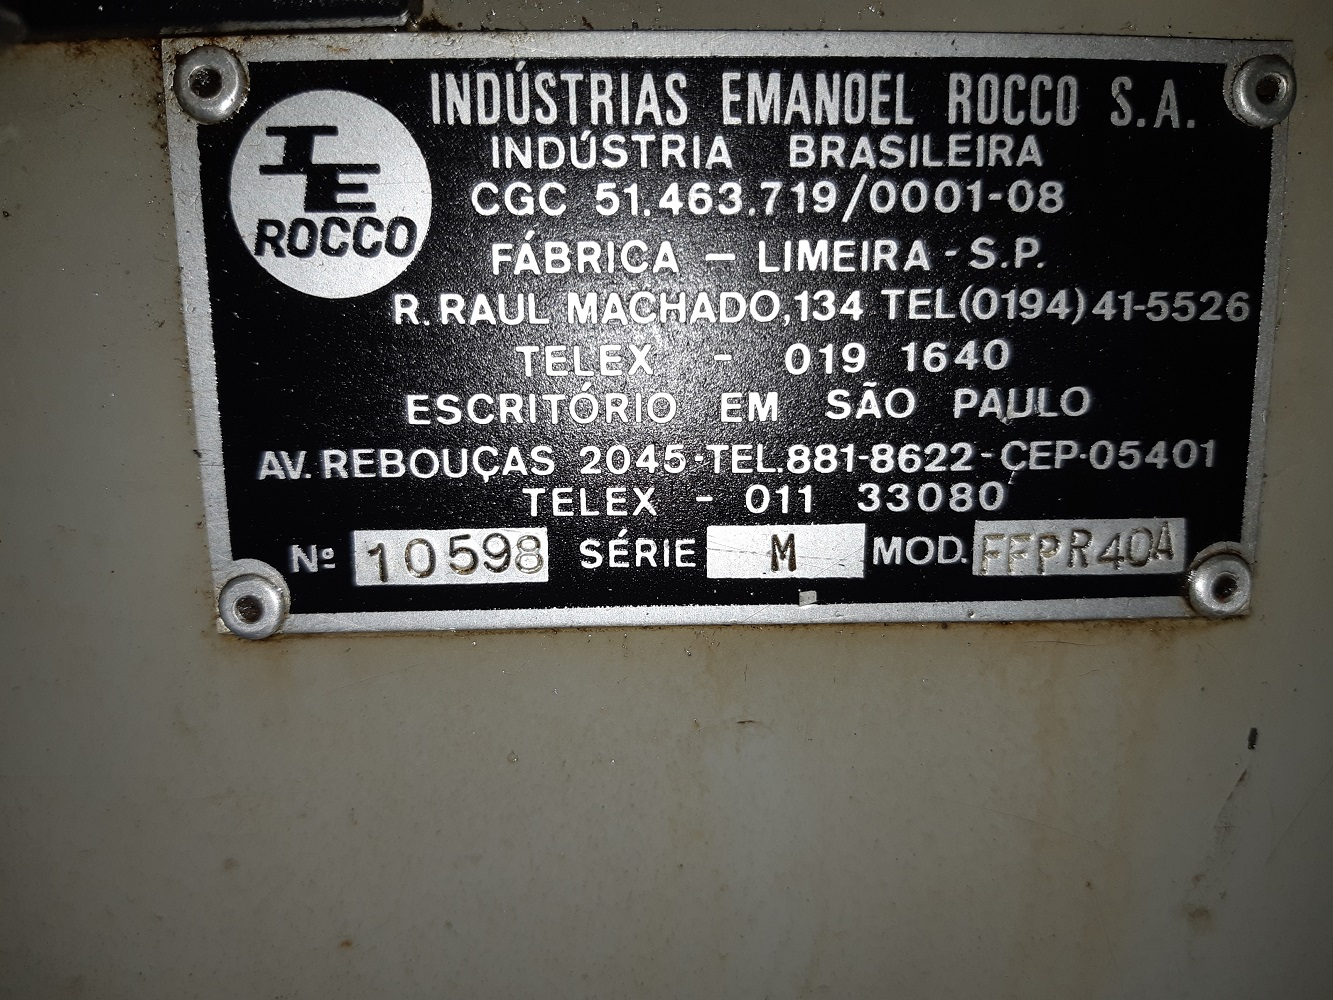 INDÚSTRIAS EMANOEL ROCCO S.A.
INDÚSTRIA BRASILEIRA
CGC 51.463.719/0001-08
IE
ROCCO
FÁBRICA – LIMEIRA - S.P.
R. RAUL MACHADO, 134 TEL (0194) 41-5526
TELEX - 019 1640
ESCRITÓRIO EM SÃO PAULO
AV. REBOUÇAS 2045-TEL. 881-8622-CEP-05401
TELEX - 011 33080
Nº 10598 SÉRIE M MOD. FFPR40A